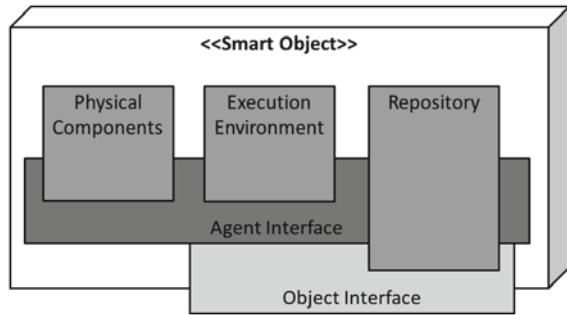 <<Smart Object>>
Physical
Components
Execution
Environment
Repository
Agent Interface
Object Interface